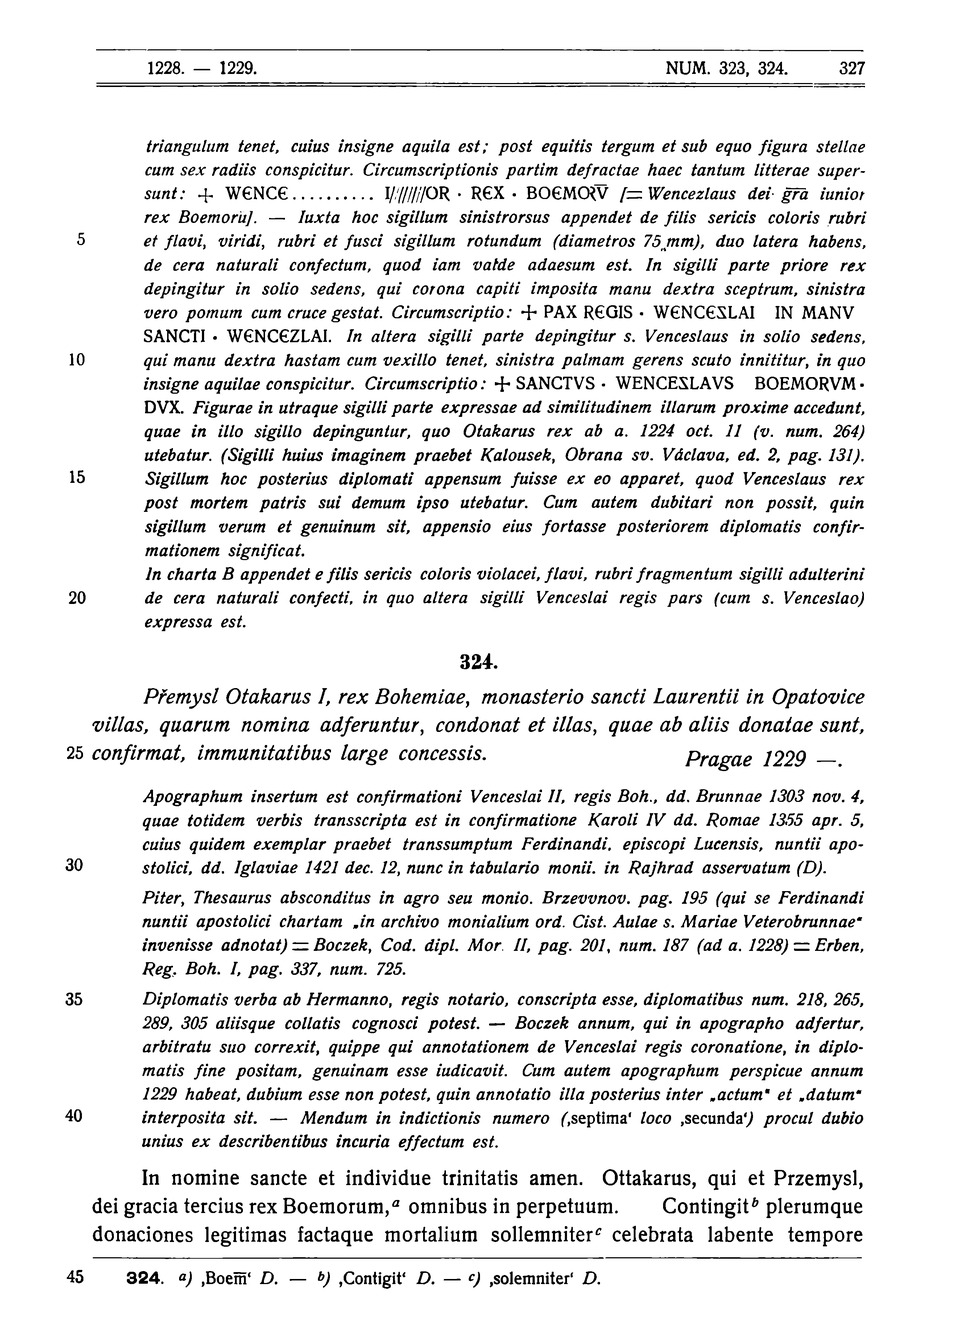 1228. — 1229. NUM. 323, 324. 327
triangulum tenet, cuius insigne aquila est; post equitis tergum et sub equo figura stellae
cum sex radiis conspicitur. Circumscriptionis partim defractae haec tantum litterae super-
sunt: + WENCE.......... I/://///OR · REX · BOEMORV̅ [= Wencezlaus dei· gr̅a̅ iunior
rex Boemoru]. — Iuxta hoc sigillum sinistrorsus appendet de filis sericis coloris rubri
5 et flavi, viridi, rubri et fusci sigillum rotundum (diametros 75 mm), duo latera habens,
de cera naturali confectum, quod iam valde adaesum est. In sigilli parte priore rex
depingitur in solio sedens, qui corona capiti imposita manu dextra sceptrum, sinistra
vero pomum cum cruce gestat. Circumscriptio: + PAX REGIS · WENCESLAI IN MANV
SANCTI · WENCEZLAI. In altera sigilli parte depingitur s. Venceslaus in solio sedens,
10 qui manu dextra hastam cum vexillo tenet, sinistra palmam gerens scuto innititur, in quo
insigne aquilae conspicitur. Circumscriptio: + SANCTVS · WENCESLAVS BOEMORVM·
DVX. Figurae in utraque sigilli parte expressae ad similitudinem illarum proxime accedunt,
quae in illo sigillo depinguntur, quo Otakarus rex ab a. 1224 oct. 11 (v. num. 264)
utebatur. (Sigilli huius imaginem praebet Kalousek, Obrana sv. Václava, ed. 2, pag. 131).
15 Sigillum hoc posterius diplomati appensum fuisse ex eo apparet, quod Venceslaus rex
post mortem patris sui demum ipso utebatur. Cum autem dubitari non possit, quin
sigillum verum et genuinum sit, appensio eius fortasse posteriorem diplomatis confir-
mationem significat.
In charta B appendet e filis sericis coloris violacei, flavi, rubri fragmentum sigilli adulterini
20 de cera naturali confecti, in quo altera sigilli Venceslai regis pars (cum s. Venceslao)
expressa est.
324.
Přemysl Otakarus I, rex Bohemiae, monasterio sancti Laurentii in Opatovice
villas, quarum nomina adferuntur, condonat et illas, quae ab aliis donatae sunt,
25 confirmat, immunitatibus large concessis. Pragae 1229 —.
Apographum insertum est confirmationi Venceslai II, regis Boh., dd. Brunnae 1303 nov. 4,
quae totidem verbis transscripta est in confirmatione Karoli IV dd. Romae 1355 apr. 5,
cuius quidem exemplar praebet transsumptum Ferdinandi, episcopi Lucensis, nuntii apo-
30 stolici, dd. Iglaviae 1421 dec. 12, nunc in tabulario monii. in Rajhrad asservatum (D).
Piter, Thesaurus absconditus in agro seu monio. Brzevvnov. pag. 195 (qui se Ferdinandi
nuntii apostolici chartam „in archivo monialium ord. Cist. Aulae s. Mariae Veterobrunnae“
invenisse adnotat) = Boczek, Cod. dipl. Mor. II, pag. 201, num. 187 (ad a. 1228) = Erben,
Reg. Boh. I, pag. 337, num. 725.
35 Diplomatis verba ab Hermanno, regis notario, conscripta esse, diplomatibus num. 218, 265,
289, 305 aliisque collatis cognosci potest. — Boczek annum, qui in apographo adfertur,
arbitratu suo correxit, quippe qui annotationem de Venceslai regis coronatione, in diplo-
matis fine positam, genuinam esse iudicavit. Cum autem apographum perspicue annum
1229 habeat, dubium esse non potest, quin annotatio illa posterius inter „actum“ et „datum“
40 interposita sit. — Mendum in indictionis numero (‚septima‘ loco ‚secunda‘) procul dubio
unius ex describentibus incuria effectum est.
In nomine sancte et individue trinitatis amen. Ottakarus, qui et Przemysl,
dei gracia tercius rex Boemorum,a omnibus in perpetuum. Contingitb plerumque
donaciones legitimas factaque mortalium sollemniterc celebrata labente tempore
45 324. a) ‚Boem̅‘ D. — b) ‚Contigit‘ D. — c) ‚solemniter‘ D.